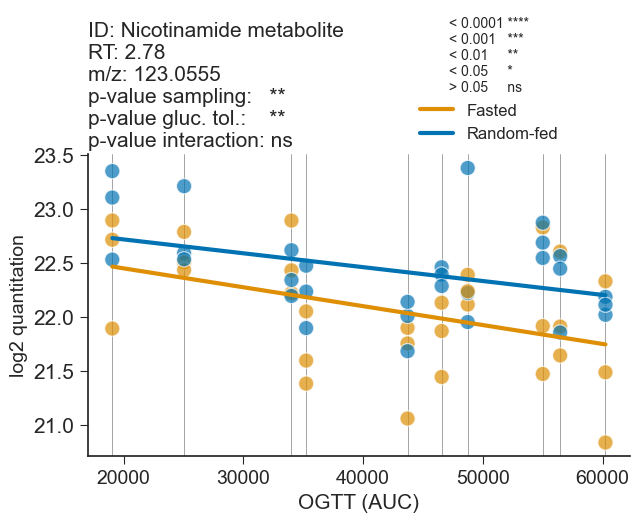 ID: Nicotinamide metabolite
RT: 2.78
m/z: 123.0555
p-value sampling: **
p-value gluc. tol.: **
p-value interaction: ns
< 0.0001 ****
< 0.001 ***
< 0.01 **
< 0.05 *
> 0.05 ns
Fasted
Random-fed
23.5
23.0
22.5
22.0
21.5
21.0
log2 quantitation
20000 30000 40000 50000 60000
OGTT (AUC)